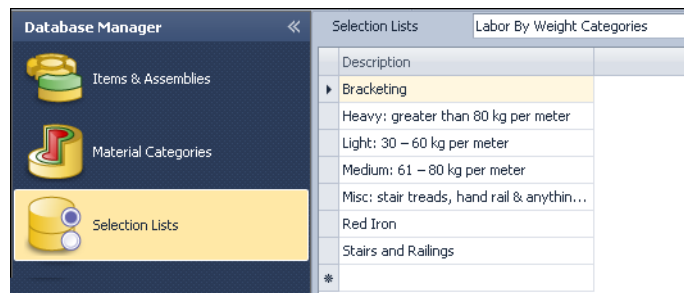 Database Manager
Items & Assemblies
Material Categories
Selection Lists
Selection Lists Labor By Weight Categories
Description
Bracketing
Heavy: greater than 80 kg per meter
Light: 30 – 60 kg per meter
Medium: 61 – 80 kg per meter
Misc: stair treads, hand rail & anythin...
Red Iron
Stairs and Railings